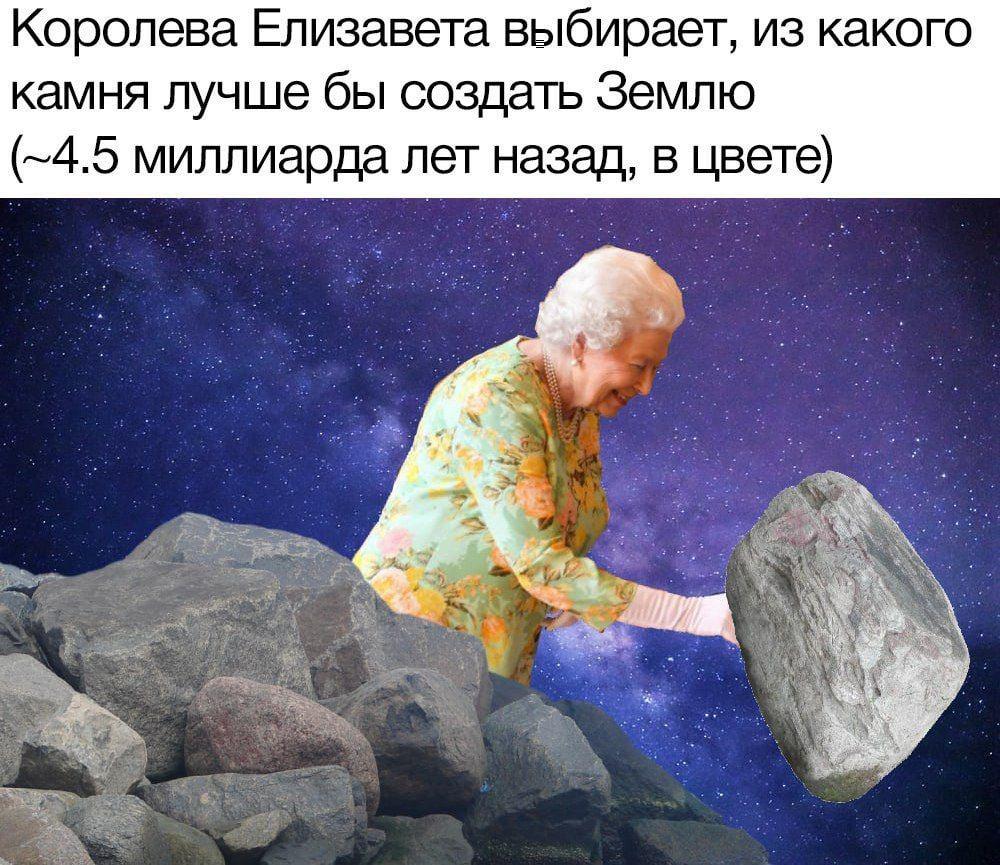 Королева Елизавета выбирает, из какого
камня лучше бы создать Землю
(~4.5 миллиарда лет назад, в цвете)